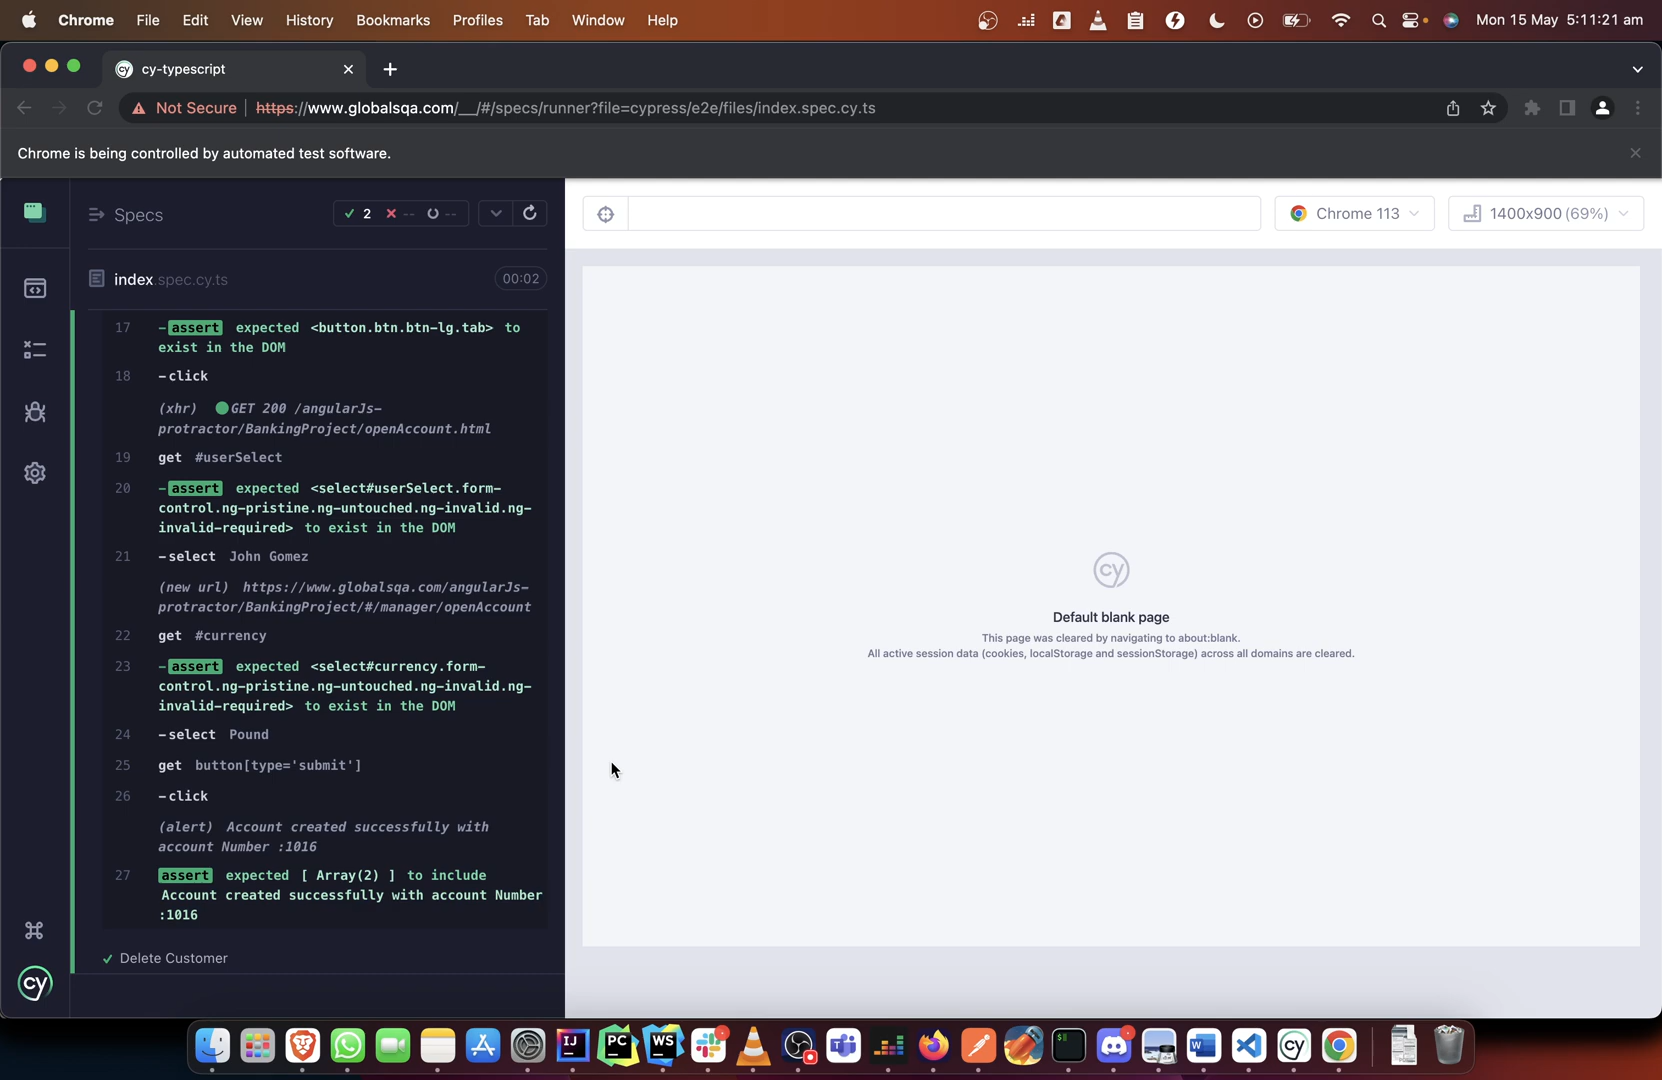 Chrome File Edit View History Bookmarks Profiles Tab Window Help Mon 15 May 5:11:21 am
cy cy-typescript
Not Secure https://www.globalsqa.com/__/#/specs/runner?file=cypress/e2e/files/index.spec.cy.ts
Chrome is being controlled by automated test software.
Specs 2 -- --
Chrome 113 1400x900 (69%)
index.spec.cy.ts 00:02
17 -assert expected <button.btn.btn-lg.tab> to
exist in the DOM
18 -click
(xhr) GET 200 /angularJs-
protractor/BankingProject/openAccount.html
19 get #userSelect
20 -assert expected <select#userSelect.form-
control.ng-pristine.ng-untouched.ng-invalid.ng-
invalid-required> to exist in the DOM
21 -select John Gomez
(new url) https://www.globalsqa.com/angularJs-
protractor/BankingProject/#/manager/openAccount
22 get #currency
23 -assert expected <select#currency.form-
control.ng-pristine.ng-untouched.ng-invalid.ng-
invalid-required> to exist in the DOM
24 -select Pound
25 get button[type='submit']
26 -click
(alert) Account created successfully with
account Number :1016
27 assert expected [ Array(2) ] to include
Account created successfully with account Number
:1016
Delete Customer
cy
cy
Default blank page
This page was cleared by navigating to about:blank.
All active session data (cookies, localStorage and sessionStorage) across all domains are cleared.
IJ PC WS W cy